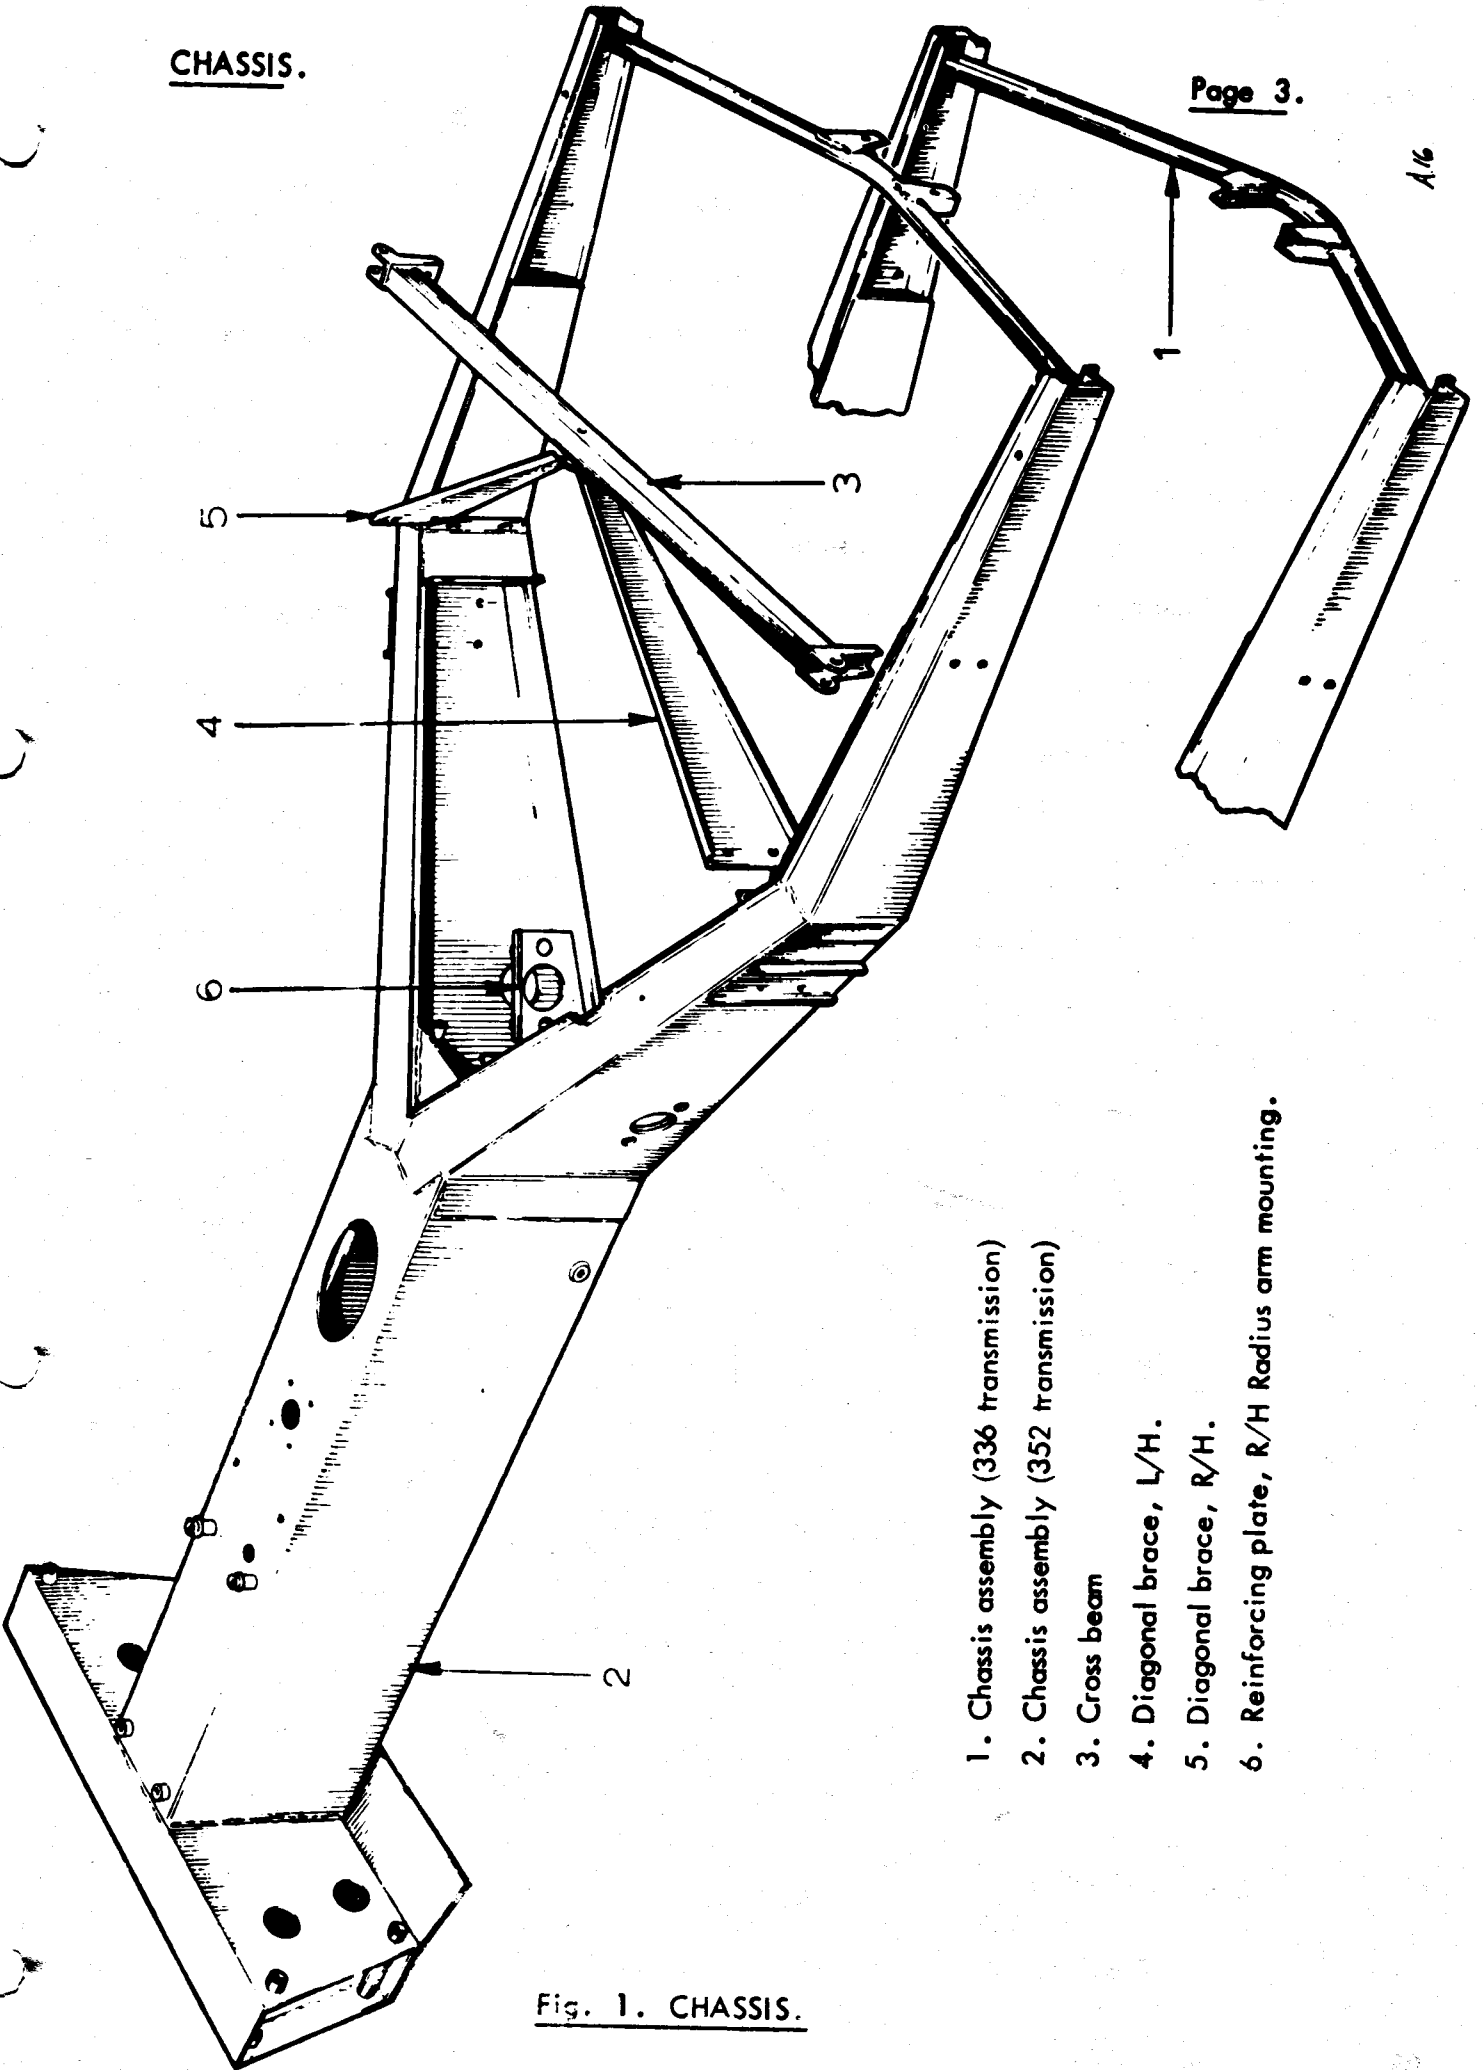 CHASSIS.
Page 3.
A.16
5
3
1
4
6
2
1. Chassis assembly (336 transmission)
2. Chassis assembly (352 transmission)
3. Cross beam
4. Diagonal brace, L/H.
5. Diagonal brace, R/H.
6. Reinforcing plate, R/H Radius arm mounting.
Fig. 1. CHASSIS.